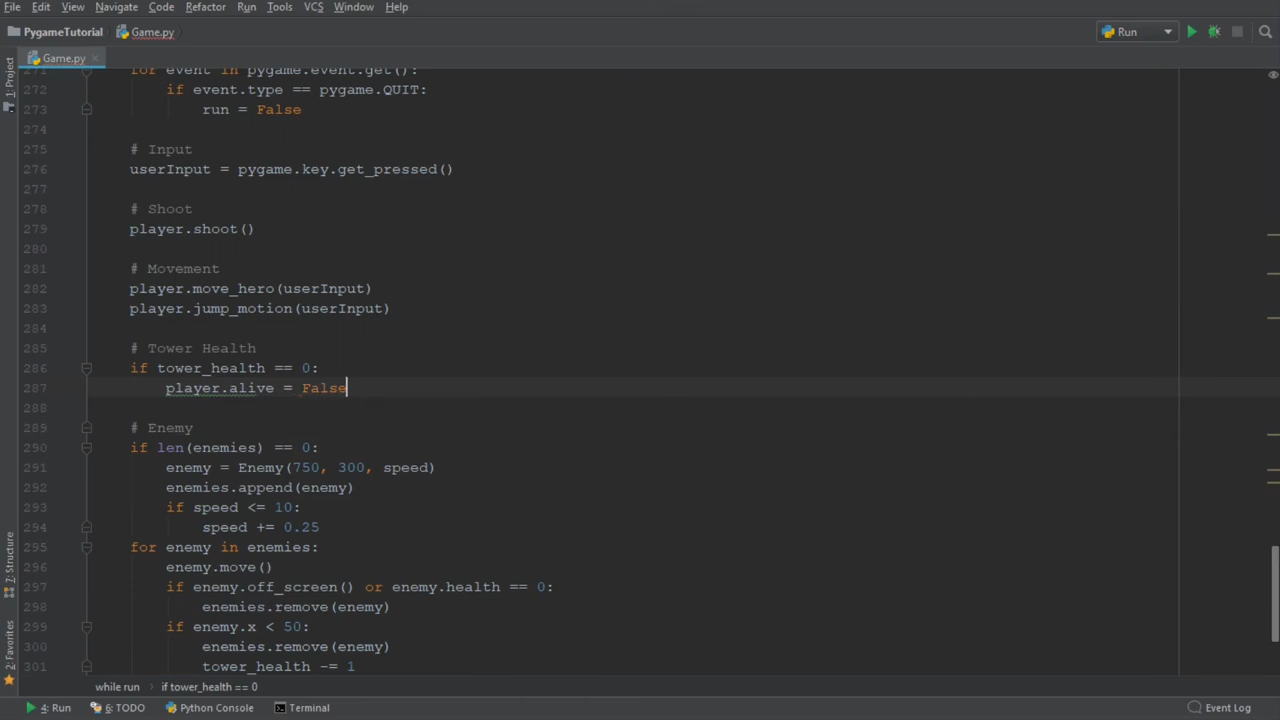 File Edit View Navigate Code Refactor Run Tools VCS Window Help
PygameTutorial Game.py Run
Game.py
1: Project
271 for event in pygame.event.get():
272 if event.type == pygame.QUIT:
273 run = False
274
275 # Input
276 userInput = pygame.key.get_pressed()
277
278 # Shoot
279 player.shoot()
280
281 # Movement
282 player.move_hero(userInput)
283 player.jump_motion(userInput)
284
285 # Tower Health
286 if tower_health == 0:
287 player.alive = False
288
289 # Enemy
290 if len(enemies) == 0:
291 enemy = Enemy(750, 300, speed)
292 enemies.append(enemy)
293 if speed <= 10:
294 speed += 0.25
295 for enemy in enemies:
296 enemy.move()
297 if enemy.off_screen() or enemy.health == 0:
298 enemies.remove(enemy)
299 if enemy.x < 50:
300 enemies.remove(enemy)
301 tower_health -= 1
7: Structure
2: Favorites
while run if tower_health == 0
4: Run 6: TODO Python Console Terminal Event Log